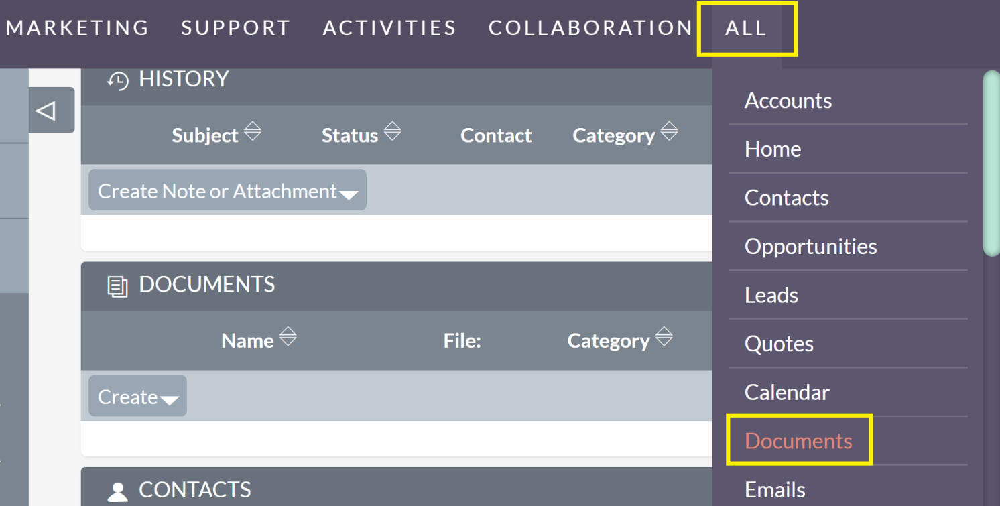 MARKETING SUPPORT ACTIVITIES COLLABORATION ALL
HISTORY
Subject Status Contact Category
Create Note or Attachment
DOCUMENTS
Name File: Category
Create
CONTACTS
Accounts
Home
Contacts
Opportunities
Leads
Quotes
Calendar
Documents
Emails